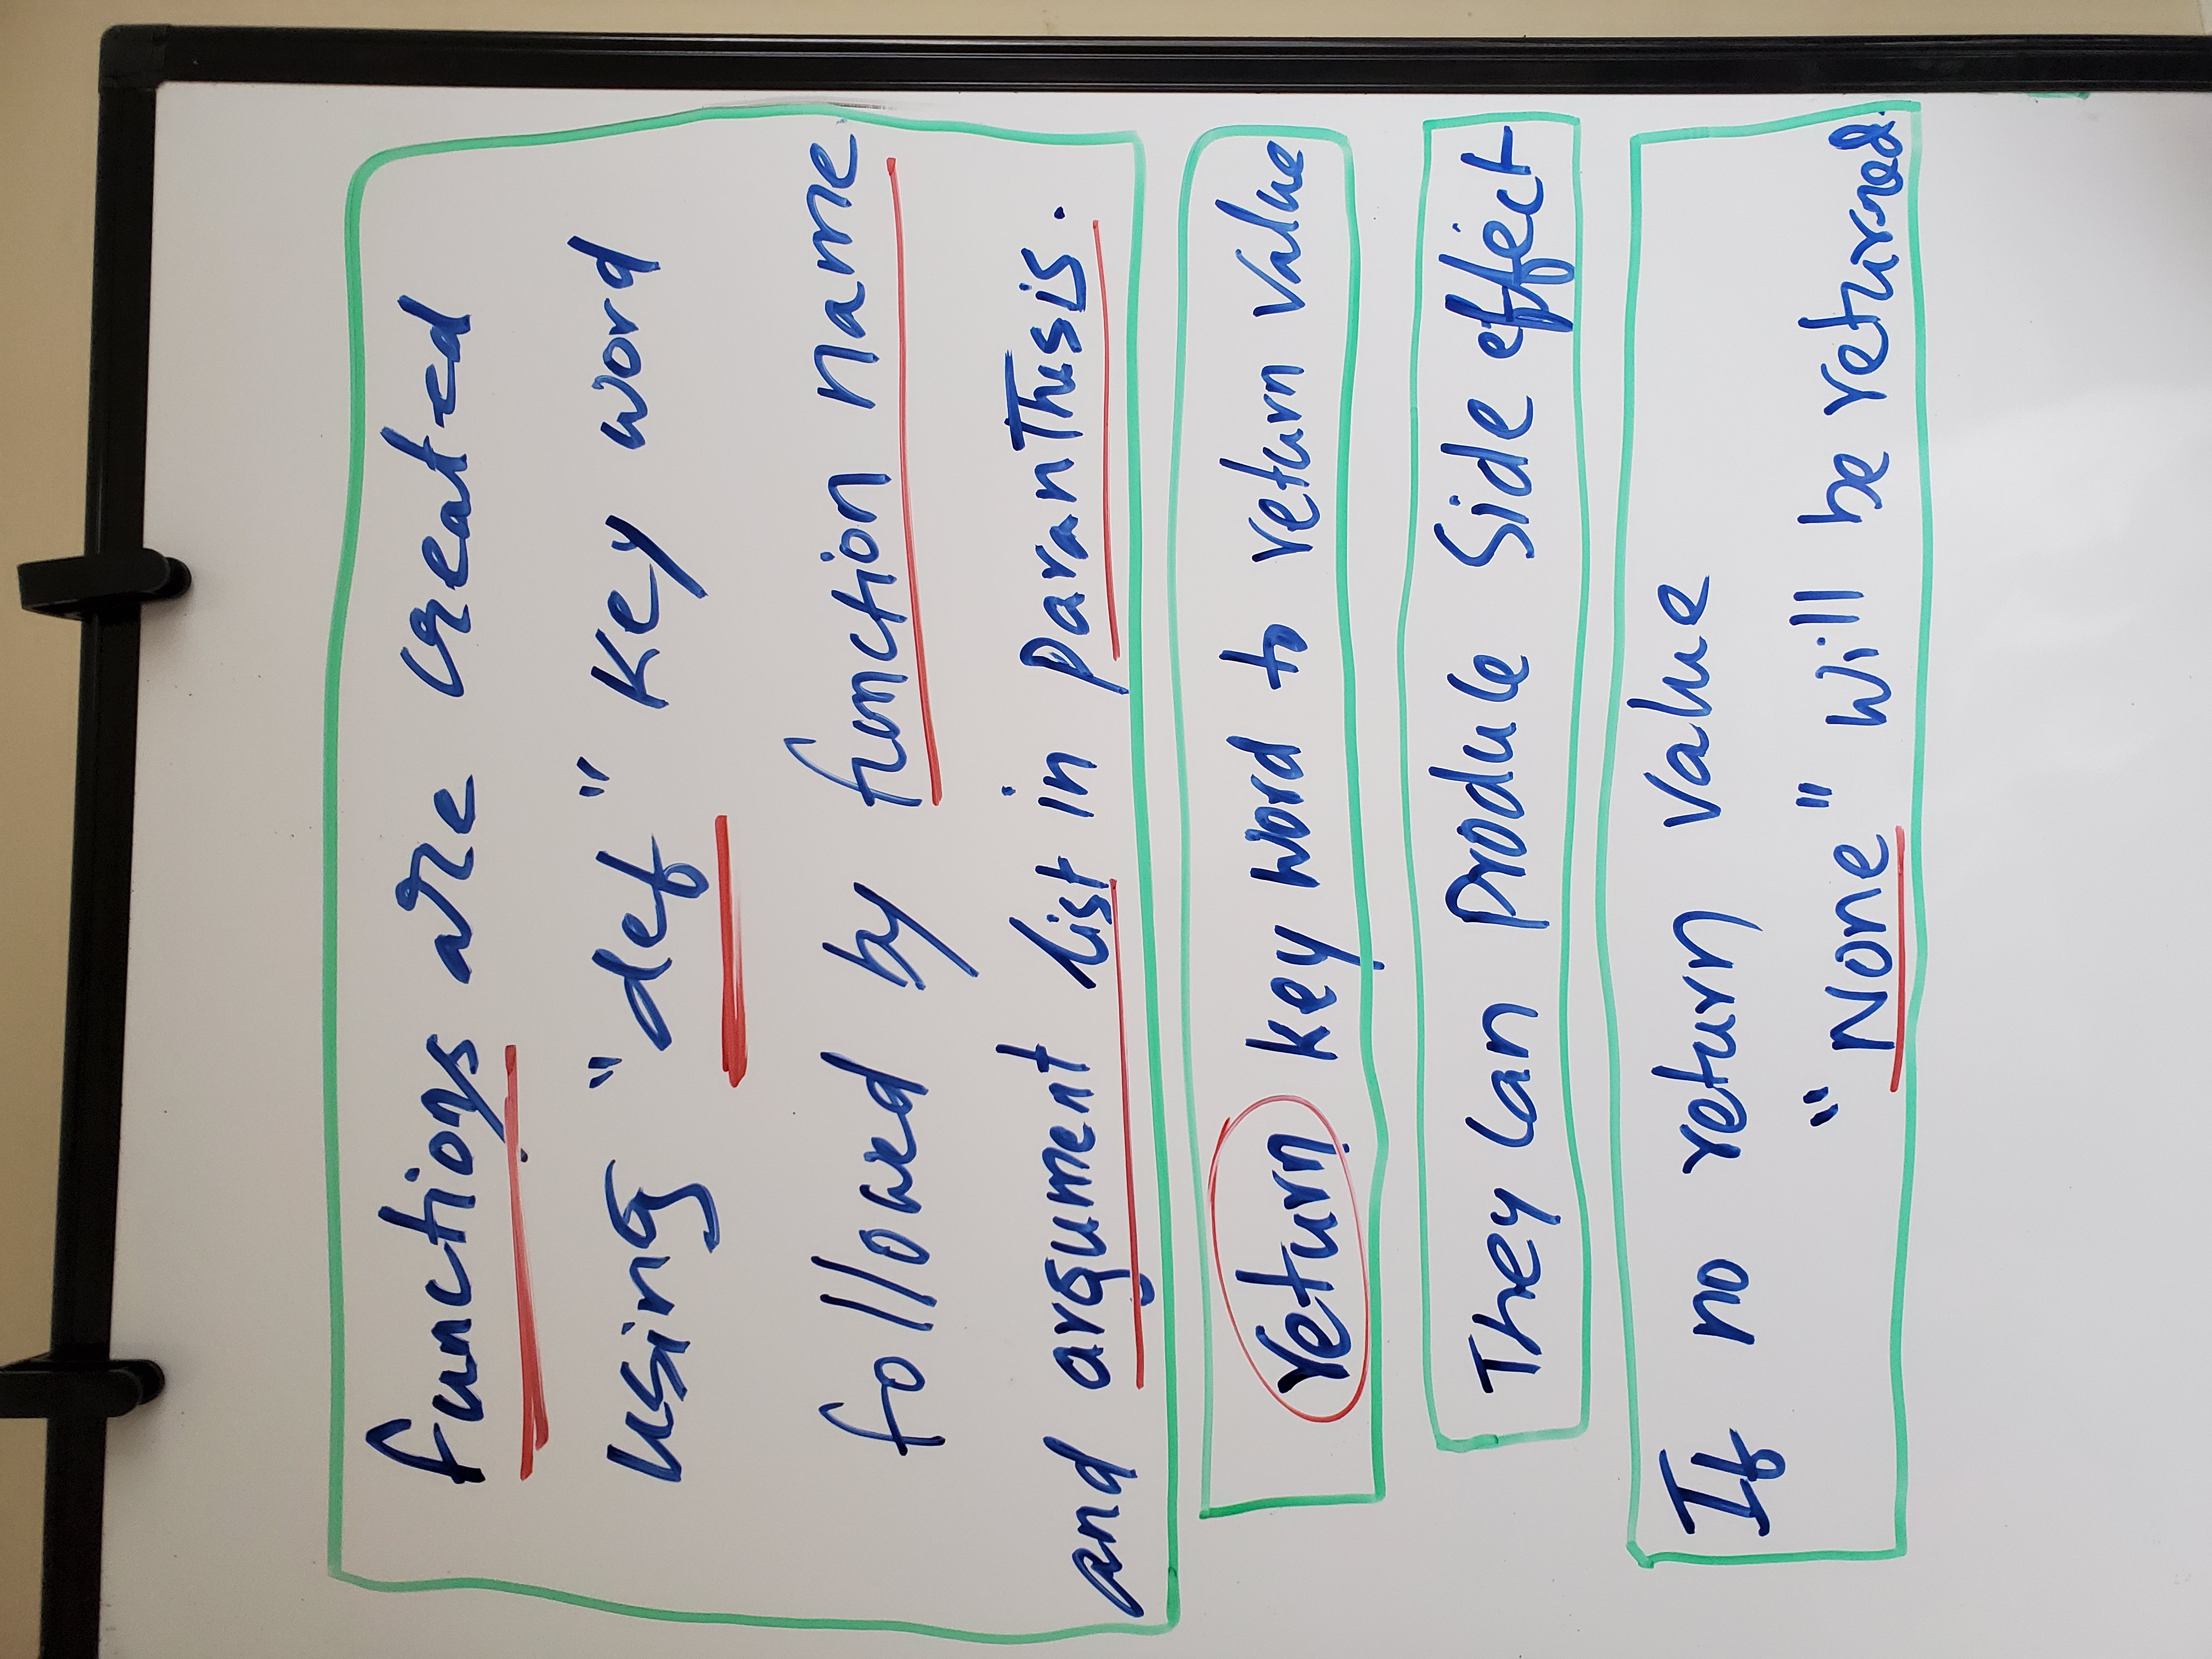 functions are created
using "def" key word
followed by function name
and argument list in paranthesis.
return key word to return value
They can produce side effect
If no return value
"None" will be returned.